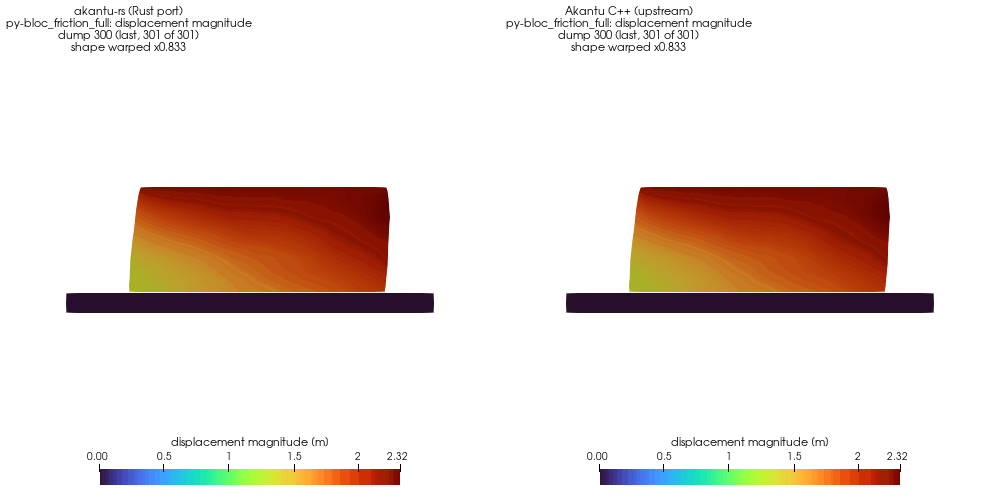 akantu-rs (Rust port)
py-bloc_friction_full: displacement magnitude
dump 300 (last, 301 of 301)
shape warped x0.833
Akantu C++ (upstream)
py-bloc_friction_full: displacement magnitude
dump 300 (last, 301 of 301)
shape warped x0.833
displacement magnitude (m)
0.00 0.5 1 1.5 2 2.32
displacement magnitude (m)
0.00 0.5 1 1.5 2 2.32